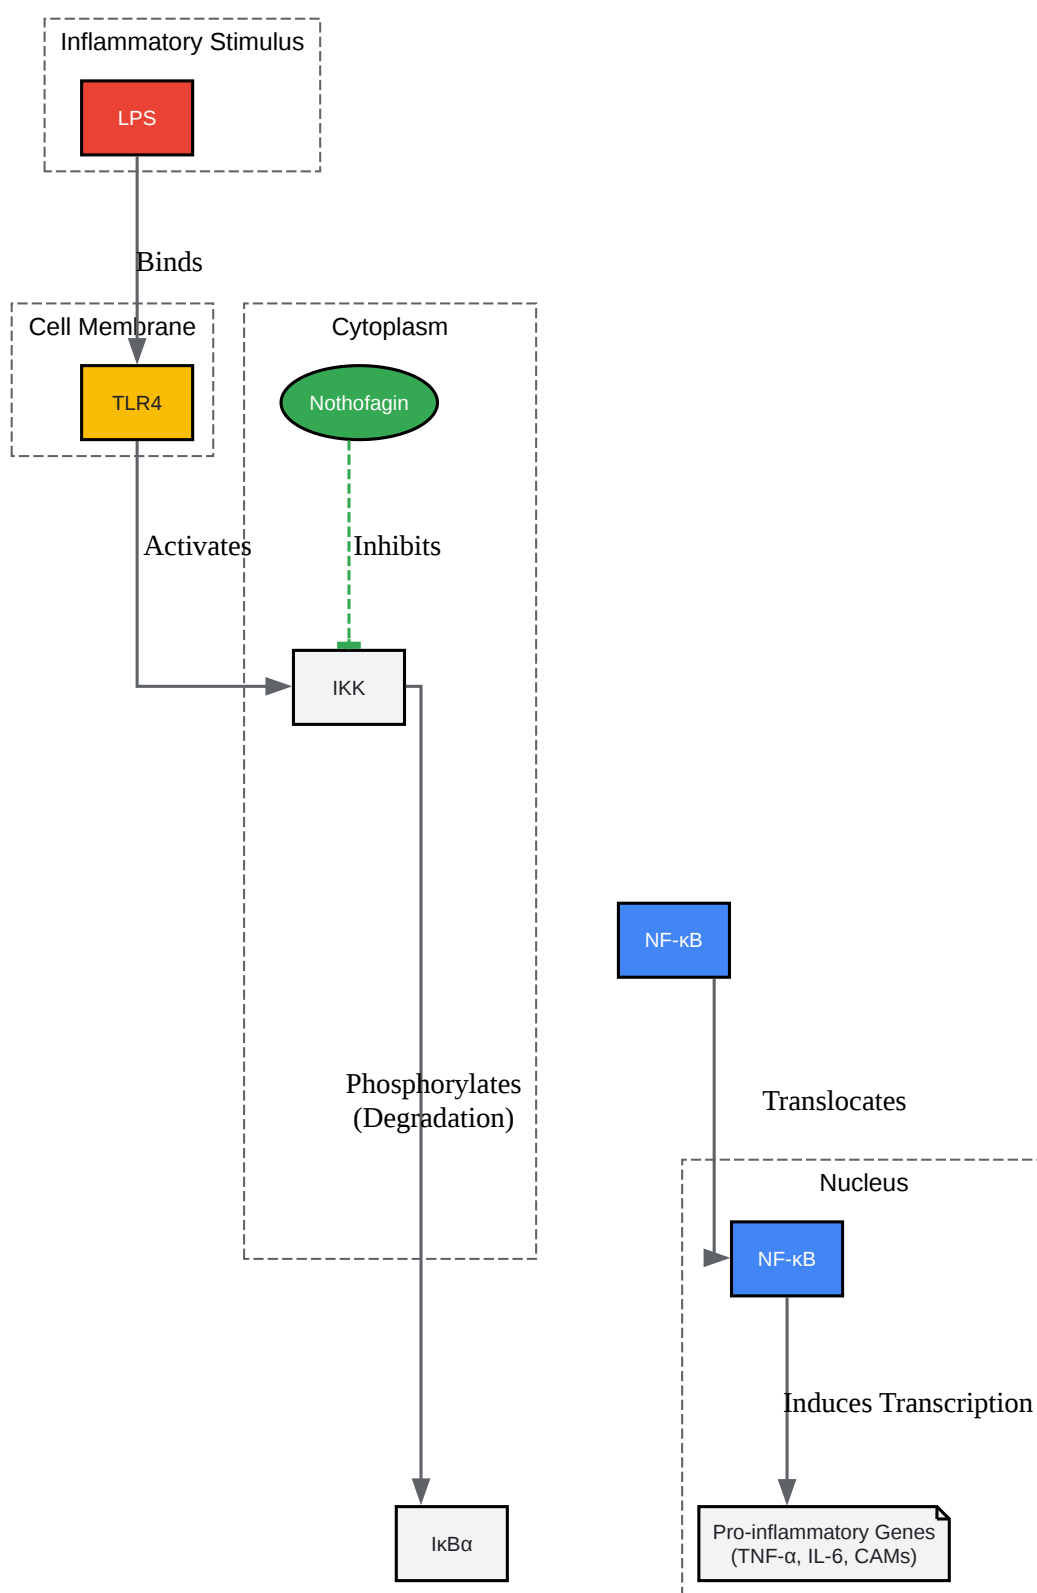 Inflammatory Stimulus
LPS
Binds
Cell Membrane
TLR4
Cytoplasm
Nothofagin
Activates
Inhibits
IKK
NF-κB
Phosphorylates
(Degradation)
Translocates
Nucleus
NF-κB
Induces Transcription
IκBα
Pro-inflammatory Genes
(TNF-α, IL-6, CAMs)